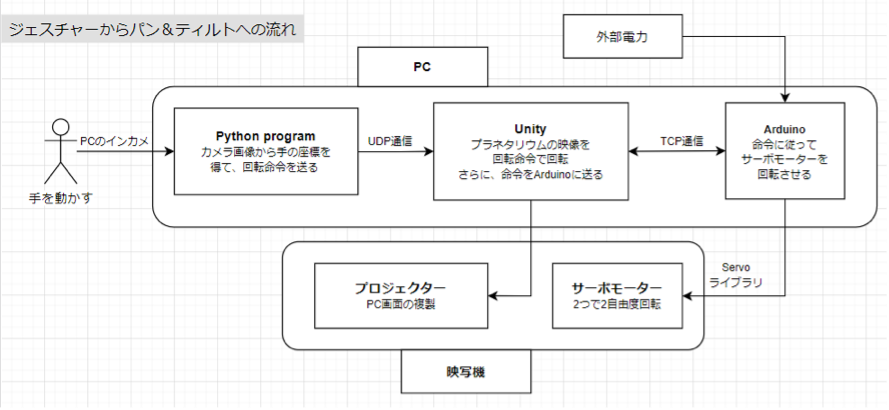 ジェスチャーからパン＆ティルトへの流れ
外部電力
PC
PCのインカメ
手を動かす
Python program
カメラ画像から手の座標を
得て、回転命令を送る
UDP通信
Unity
プラネタリウムの映像を
回転命令で回転
さらに、命令をArduinoに送る
TCP通信
Arduino
命令に従って
サーボモーターを
回転させる
プロジェクター
PC画面の複製
サーボモーター
2つで2自由度回転
Servo
ライブラリ
映写機